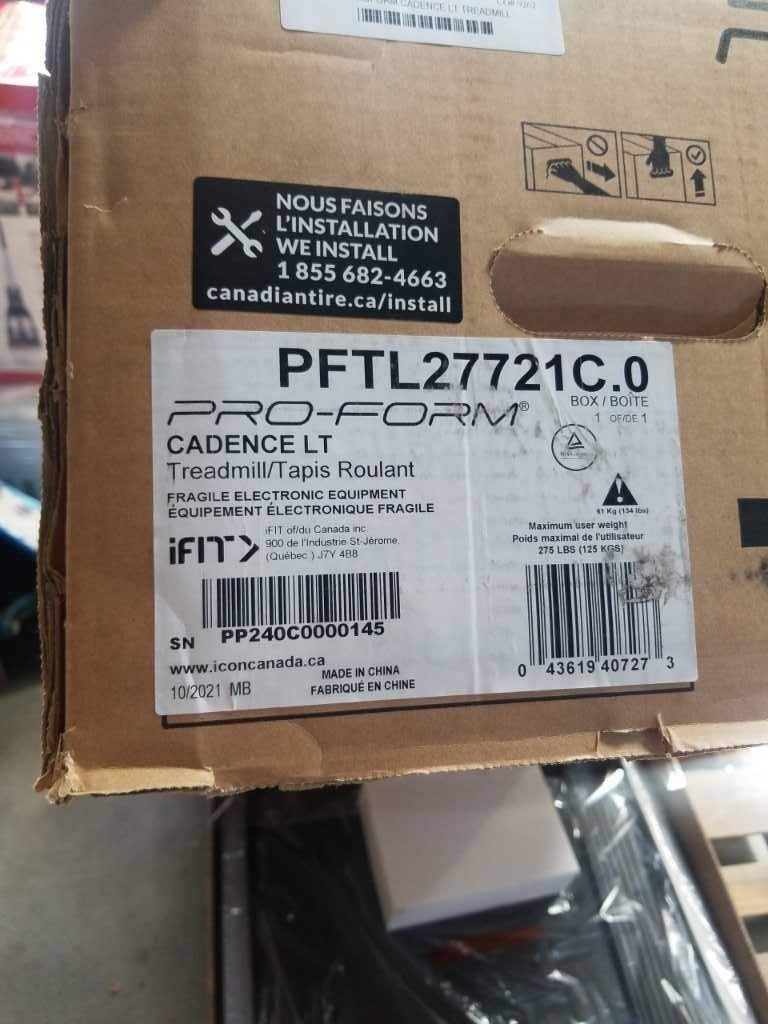 CADENCE LT TREADMILL
NOUS FAISONS
L'INSTALLATION
WE INSTALL
1 855 682-4663
canadiantire.ca/install
PFTL27721C.0
PRO-FORM®
BOX / BOÎTE
1 OF/DE 1
CADENCE LT
Treadmill/Tapis Roulant
FRAGILE ELECTRONIC EQUIPMENT
ÉQUIPEMENT ÉLECTRONIQUE FRAGILE
61 Kg (134 lbs)
iFIT
iFIT of/du Canada inc.
900 de l'Industrie St-Jérome,
(Québec ) J7Y 4B8
Maximum user weight
Poids maximal de l'utilisateur
275 LBS (125 KGS)
SN PP240C0000145
0 43619 40727 3
www.iconcanada.ca
10/2021 MB
MADE IN CHINA
FABRIQUÉ EN CHINE